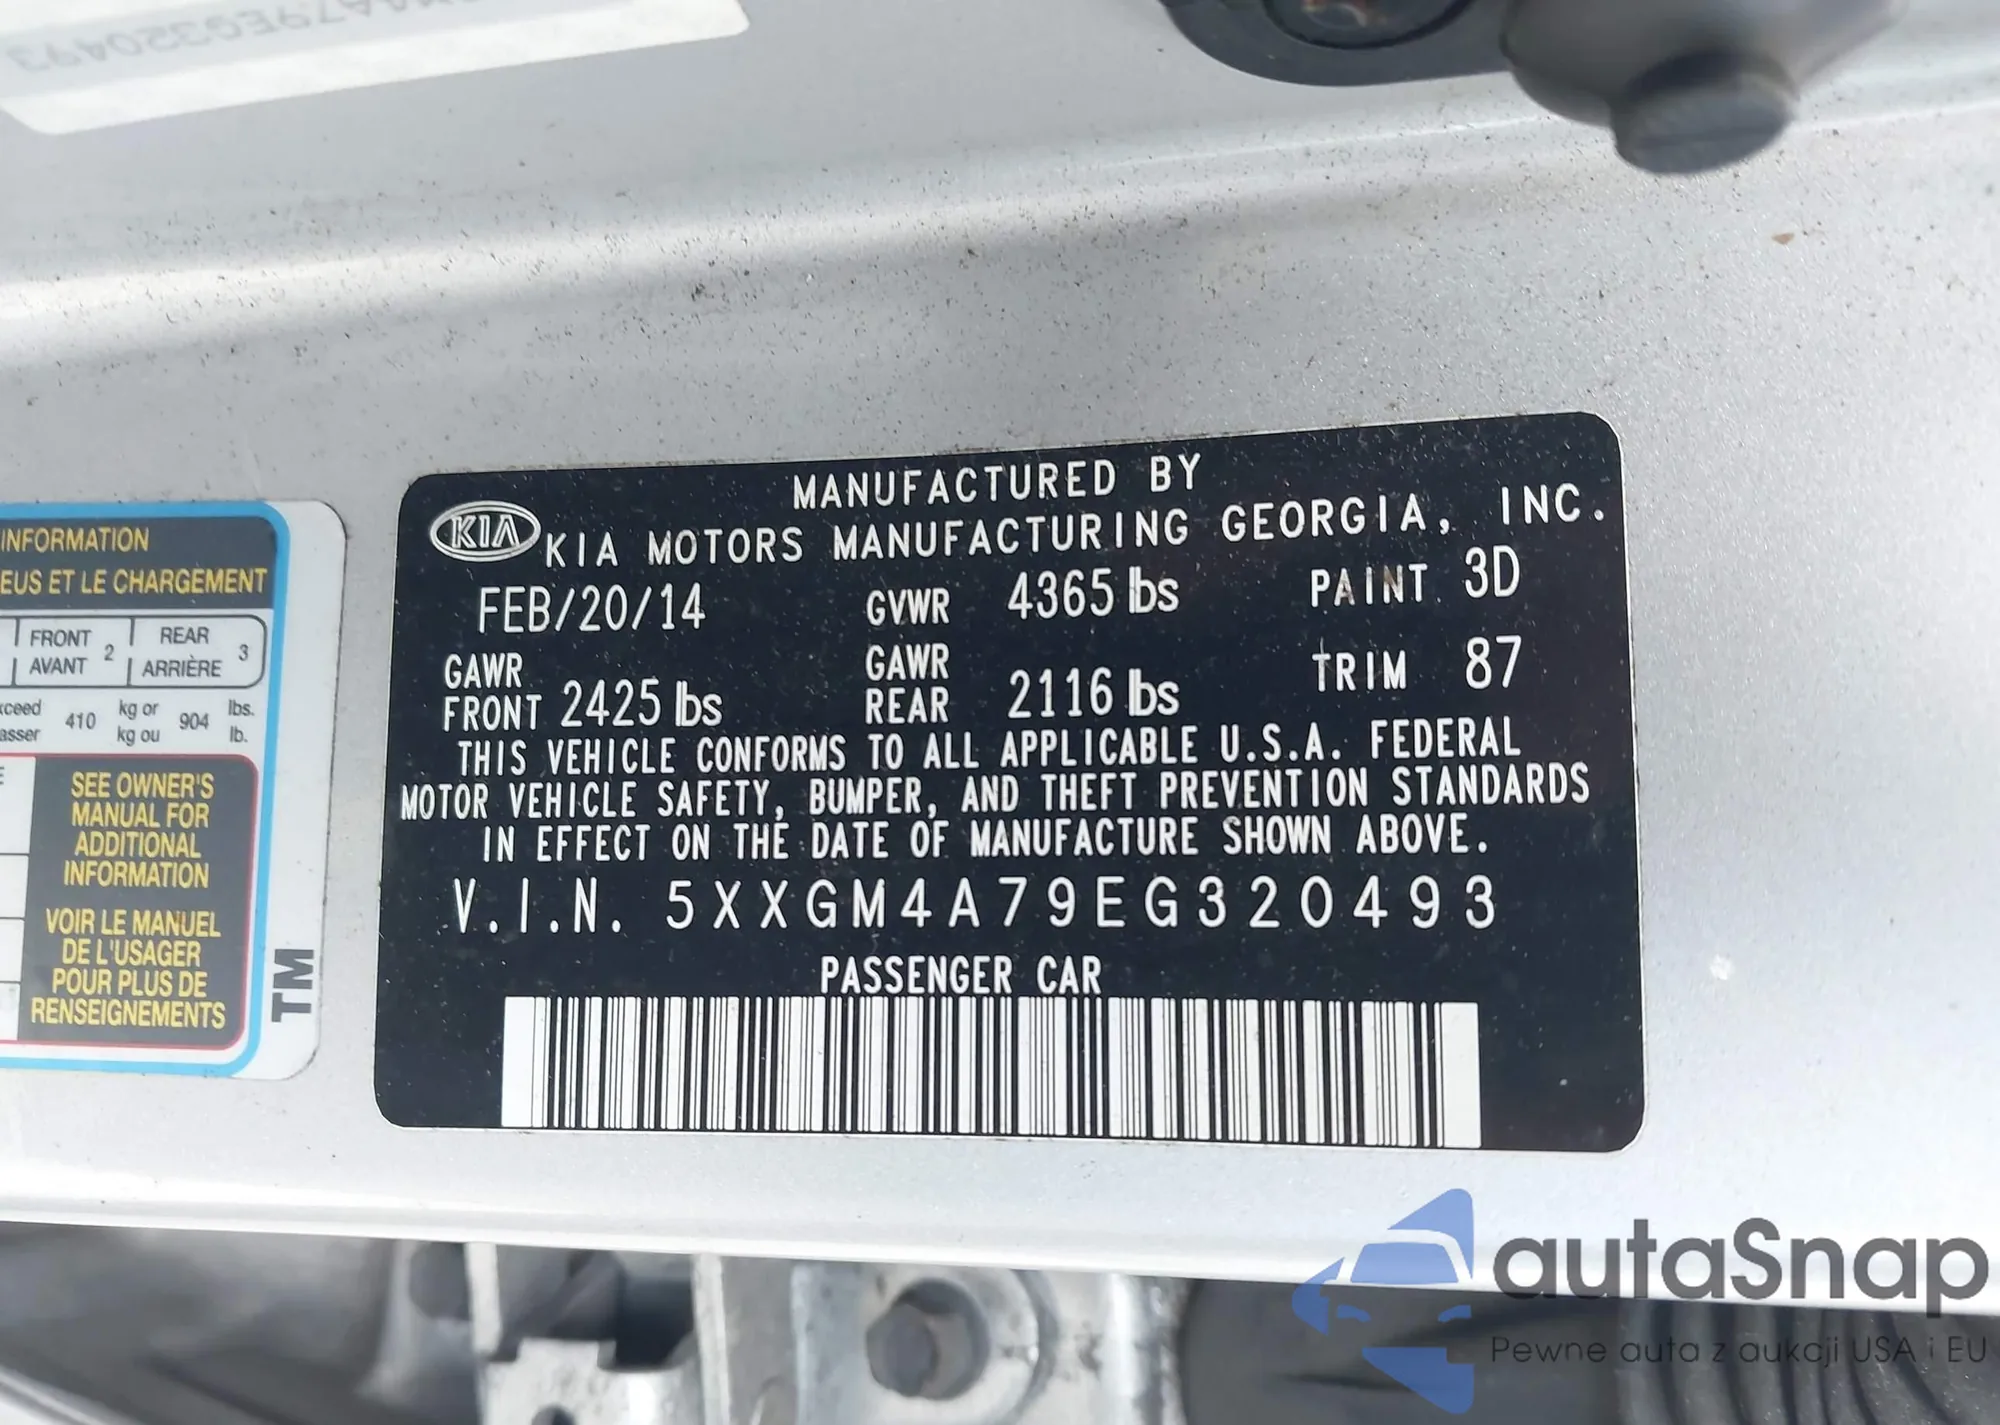 MANUFACTURED BY
KIA KIA MOTORS MANUFACTURING GEORGIA, INC.
FEB/20/14 GVWR 4365 lbs PAINT 3D
GAWR FRONT 2425 lbs GAWR REAR 2116 lbs TRIM 87
THIS VEHICLE CONFORMS TO ALL APPLICABLE U.S.A. FEDERAL
MOTOR VEHICLE SAFETY, BUMPER, AND THEFT PREVENTION STANDARDS
IN EFFECT ON THE DATE OF MANUFACTURE SHOWN ABOVE.
V.I.N. 5XXGM4A79EG320493
PASSENGER CAR
INFORMATION
ET LE CHARGEMENT
FRONT 2 REAR 3
AVANT ARRIÈRE
410 kg or 904 lbs.
kg ou lb.
SEE OWNER'S
MANUAL FOR
ADDITIONAL
INFORMATION
VOIR LE MANUEL
DE L'USAGER
POUR PLUS DE
RENSEIGNEMENTS
TM
autaSnap
Pewne auta z aukcji USA i EU